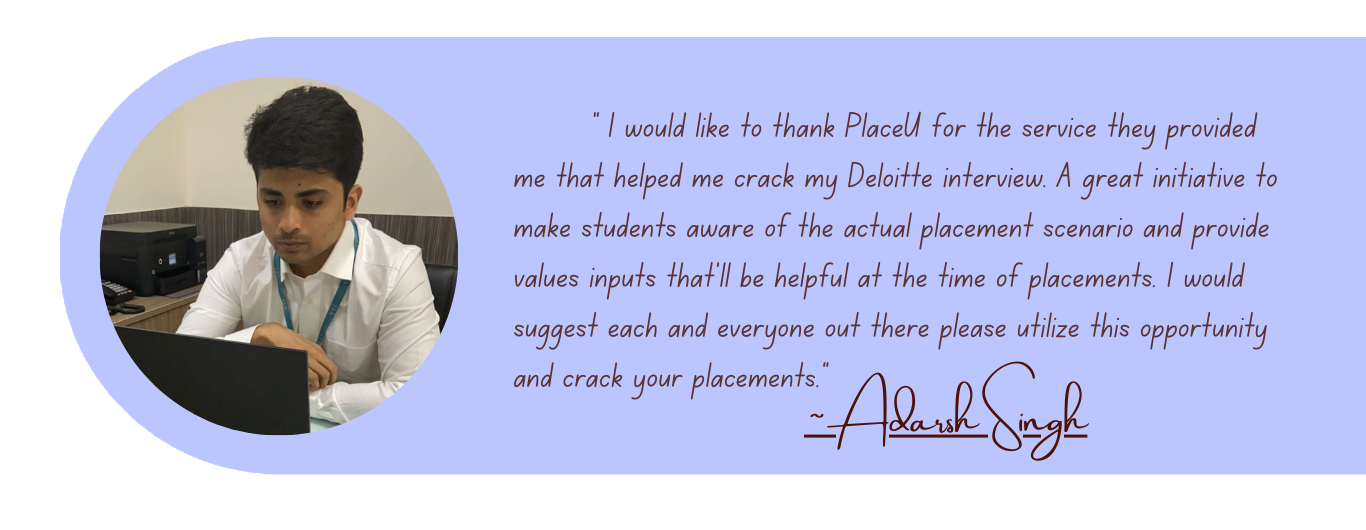 " I would like to thank PlaceU for the service they provided
me that helped me crack my Deloitte interview. A great initiative to
make students aware of the actual placement scenario and provide
values inputs that'll be helpful at the time of placements. I would
suggest each and everyone out there please utilize this opportunity
and crack your placements."
~Adarsh Singh